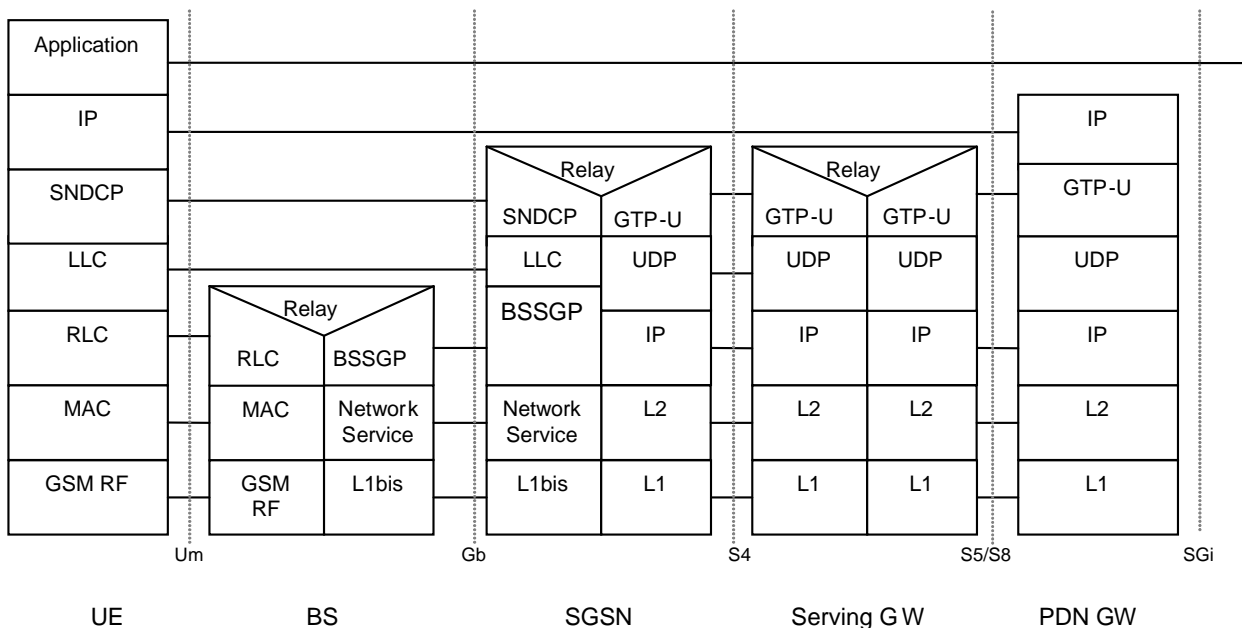 Application
IP
SNDCP
LLC
RLC
MAC
GSM RF
Relay
RLC
BSSGP
MAC
Network
Service
GSM
RF
L1bis
Relay
SNDCP
GTP-U
LLC
UDP
BSSGP
IP
Network
Service
L2
L1bis
L1
Relay
GTP-U
GTP-U
UDP
UDP
IP
IP
L2
L2
L1
L1
IP
GTP-U
UDP
IP
L2
L1
Um
Gb
S4
S5/S8
SGi
UE
BS
SGSN
Serving GW
PDN GW